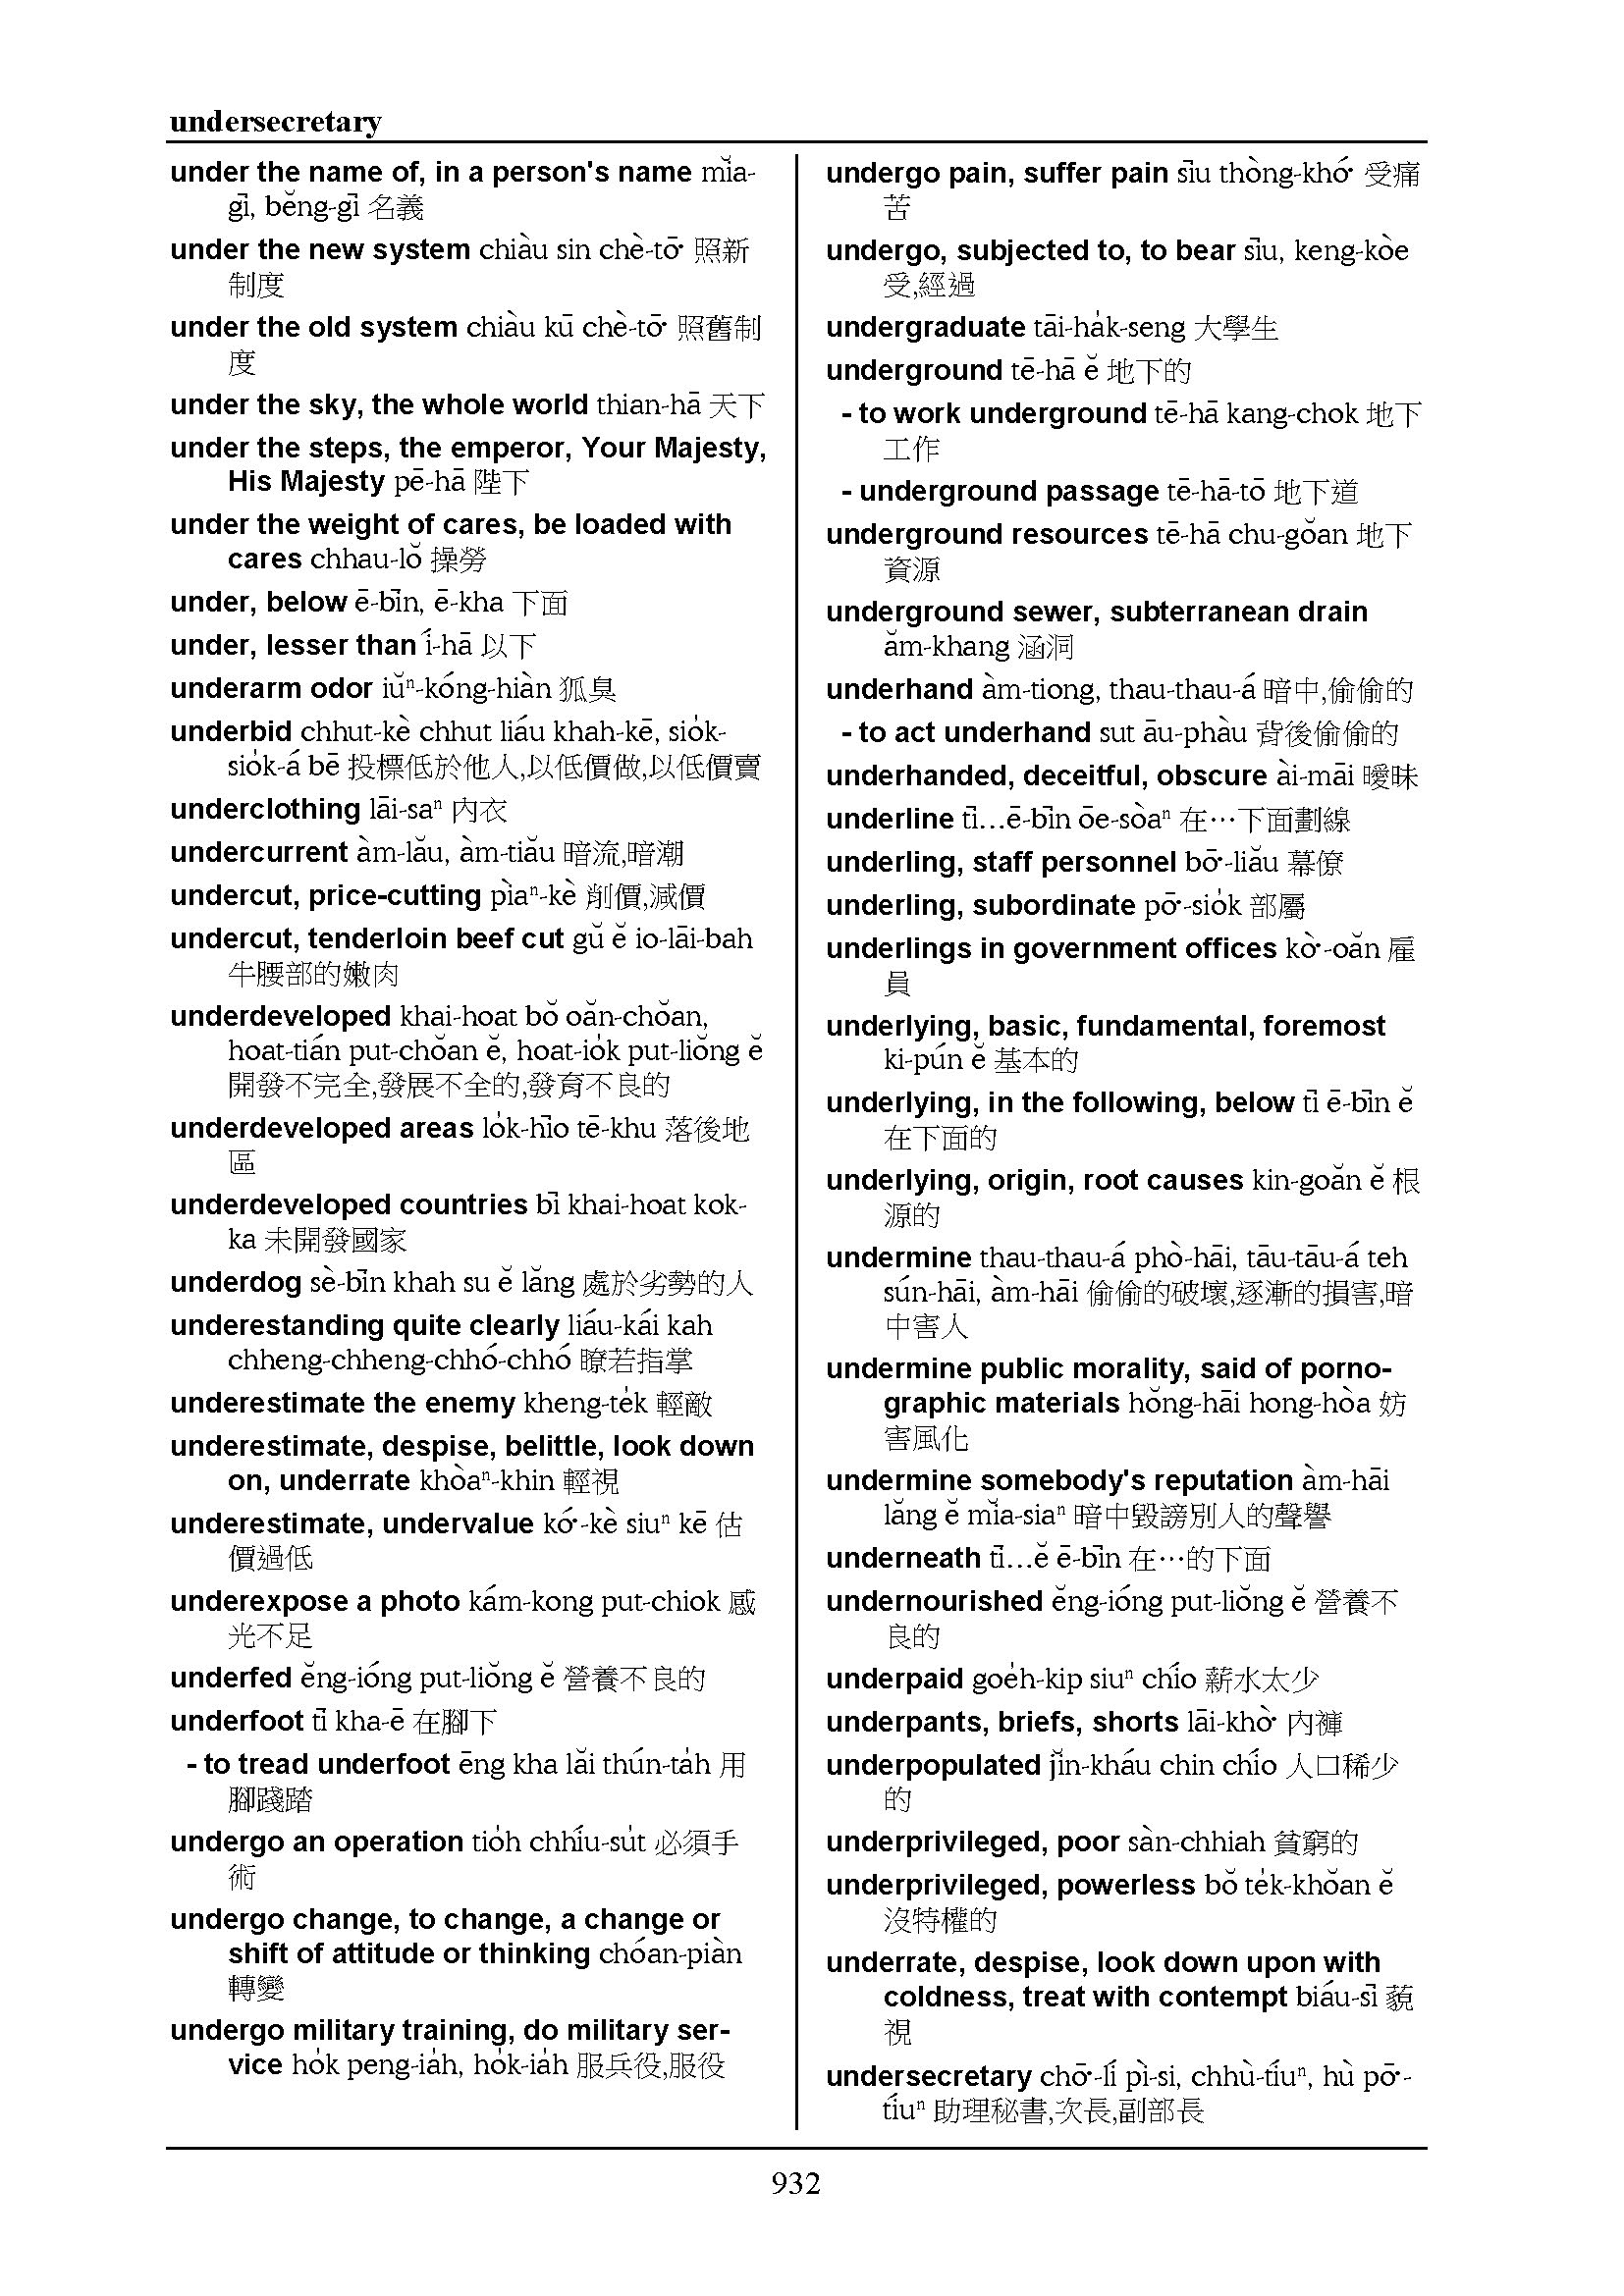 undersecretary
under the name of, in a person's name mĭa-
gī, bĕng-gī 名義
under the new system chiàu sin chè-tō͘ 照新
制度
under the old system chiàu kū chè-tō͘ 照舊制
度
under the sky, the whole world thian-hā 天下
under the steps, the emperor, Your Majesty,
His Majesty pē-hā 陛下
under the weight of cares, be loaded with
cares chhau-lŏ 操勞
under, below ē-bīn, ē-kha 下面
under, lesser than í-hā 以下
underarm odor iŭⁿ-kóng-hiàn 狐臭
underbid chhut-kè chhut liáu khah-kē, sio̍k-
sio̍k-á bē 投標低於他人,以低價做,以低價賣
underclothing lāi-saⁿ 內衣
undercurrent àm-lău, àm-tiău 暗流,暗潮
undercut, price-cutting pìaⁿ-kè 削價,減價
undercut, tenderloin beef cut gŭ ĕ io-lāi-bah
牛腰部的嫩肉
underdeveloped khai-hoat bŏ oăn-chŏan,
hoat-tián put-chŏan ĕ, hoat-io̍k put-liŏng ĕ
開發不完全,發展不全的,發育不良的
underdeveloped areas lo̍k-hīo tē-khu 落後地
區
underdeveloped countries bī khai-hoat kok-
ka 未開發國家
underdog sè-bīn khah su ĕ lăng 處於劣勢的人
underestanding quite clearly liáu-kái kah
chheng-chheng-chhó-chhó 瞭若指掌
underestimate the enemy kheng-te̍k 輕敵
underestimate, despise, belittle, look down
on, underrate khòaⁿ-khin 輕視
underestimate, undervalue kó͘-kè siuⁿ kē 估
價過低
underexpose a photo kám-kong put-chiok 感
光不足
underfed ĕng-ióng put-liŏng ĕ 營養不良的
underfoot tī kha-ē 在腳下
- to tread underfoot ēng kha lăi thún-ta̍h 用
腳踐踏
undergo an operation tio̍h chhíu-su̍t 必須手
術
undergo change, to change, a change or
shift of attitude or thinking chóan-piàn
轉變
undergo military training, do military ser-
vice ho̍k peng-ia̍h, ho̍k-ia̍h 服兵役,服役
undergo pain, suffer pain sīu thòng-khó͘ 受痛
苦
undergo, subjected to, to bear sīu, keng-kòe
受,經過
undergraduate tāi-ha̍k-seng 大學生
underground tē-hā ĕ 地下的
- to work underground tē-hā kang-chok 地下
工作
- underground passage tē-hā-tō 地下道
underground resources tē-hā chu-gŏan 地下
資源
underground sewer, subterranean drain
ăm-khang 涵洞
underhand àm-tiong, thau-thau-á 暗中,偷偷的
- to act underhand sut āu-phàu 背後偷偷的
underhanded, deceitful, obscure ài-māi 曖昧
underline tī...ē-bīn ōe-sòaⁿ 在⋯下面劃線
underling, staff personnel bō͘-liău 幕僚
underling, subordinate pō͘-sio̍k 部屬
underlings in government offices kò͘-oăn 雇
員
underlying, basic, fundamental, foremost
ki-pún ĕ 基本的
underlying, in the following, below tī ē-bīn ĕ
在下面的
underlying, origin, root causes kin-goăn ĕ 根
源的
undermine thau-thau-á phò-hāi, tāu-tāu-á teh
sún-hāi, àm-hāi 偷偷的破壞,逐漸的損害,暗
中害人
undermine public morality, said of porno-
graphic materials hŏng-hāi hong-hòa 妨
害風化
undermine somebody's reputation àm-hāi
lăng ĕ mĭa-siaⁿ 暗中毀謗別人的聲譽
underneath tī...ĕ ē-bīn 在⋯的下面
undernourished ĕng-ióng put-liŏng ĕ 營養不
良的
underpaid goe̍h-kip siuⁿ chío 薪水太少
underpants, briefs, shorts lāi-khò͘ 內褲
underpopulated jĭn-kháu chin chío 人口稀少
的
underprivileged, poor sàn-chhiah 貧窮的
underprivileged, powerless bŏ te̍k-khŏan ĕ
沒特權的
underrate, despise, look down upon with
coldness, treat with contempt biáu-sī 藐
視
undersecretary chō͘-lí pì-si, chhù-tíuⁿ, hù pō͘-
tíuⁿ 助理秘書,次長,副部長
932